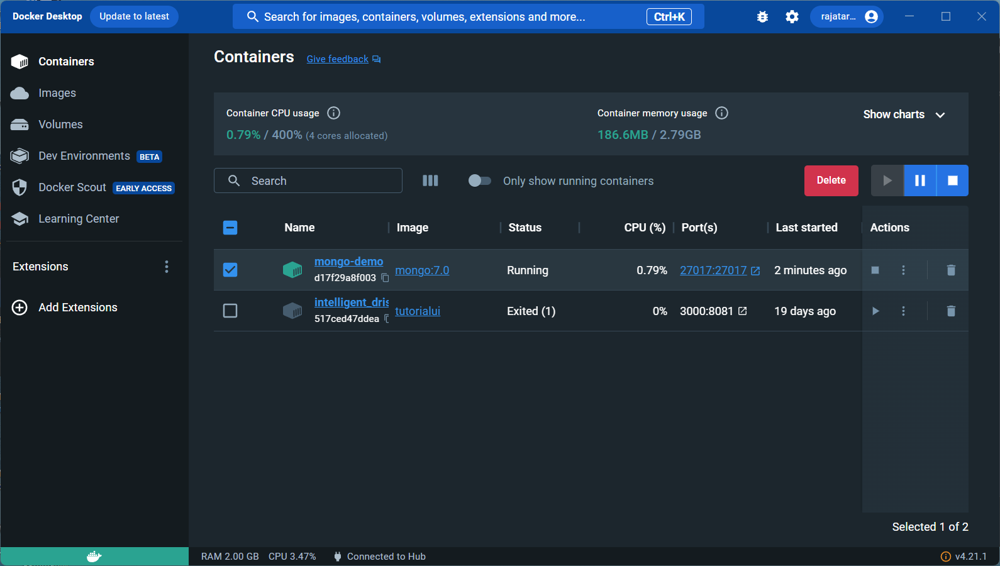 Docker Desktop Update to latest Search for images, containers, volumes, extensions and more... Ctrl+K rajatar...
Containers
Images
Volumes
Dev Environments BETA
Docker Scout EARLY ACCESS
Learning Center
Extensions
Add Extensions
Containers Give feedback
Container CPU usage Container memory usage Show charts
0.79% / 400% (4 cores allocated) 186.6MB / 2.79GB
Search Only show running containers Delete
Name Image Status CPU (%) Port(s) Last started Actions
mongo-demo
d17f29a8f003 mongo:7.0 Running 0.79% 27017:27017 2 minutes ago
intelligent_dris
517ced47ddea tutorialui Exited (1) 0% 3000:8081 19 days ago
Selected 1 of 2
RAM 2.00 GB CPU 3.47% Connected to Hub v4.21.1